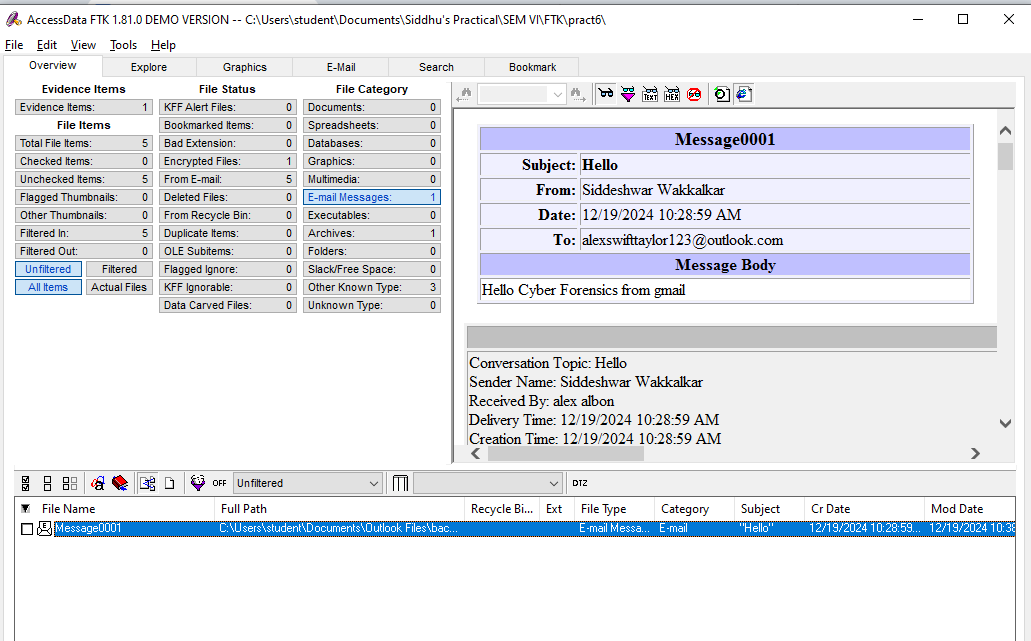 AccessData FTK 1.81.0 DEMO VERSION -- C:\Users\student\Documents\Siddhu's Practical\SEM VI\FTK\pract6\
File Edit View Tools Help
Overview Explore Graphics E-Mail Search Bookmark
Evidence Items File Status File Category
Evidence Items: 1 KFF Alert Files: 0 Documents: 0
File Items Bookmarked Items: 0 Spreadsheets: 0
Total File Items: 5 Bad Extension: 0 Databases: 0
Checked Items: 0 Encrypted Files: 1 Graphics: 0
Unchecked Items: 5 From E-mail: 5 Multimedia: 0
Flagged Thumbnails: 0 Deleted Files: 0 E-mail Messages: 1
Other Thumbnails: 0 From Recycle Bin: 0 Executables: 0
Filtered In: 5 Duplicate Items: 0 Archives: 1
Filtered Out: 0 OLE Subitems: 0 Folders: 0
Unfiltered Filtered Flagged Ignore: 0 Slack/Free Space: 0
All Items Actual Files KFF Ignorable: 0 Other Known Type: 3
Data Carved Files: 0 Unknown Type: 0
TEXT HEX
Message0001
Subject: Hello
From: Siddeshwar Wakkalkar
Date: 12/19/2024 10:28:59 AM
To: alexswifttaylor123@outlook.com
Message Body
Hello Cyber Forensics from gmail
Conversation Topic: Hello
Sender Name: Siddeshwar Wakkalkar
Received By: alex albon
Delivery Time: 12/19/2024 10:28:59 AM
Creation Time: 12/19/2024 10:28:59 AM
OFF Unfiltered DTZ
File Name Full Path Recycle Bi... Ext File Type Category Subject Cr Date Mod Date
Message0001 C:\Users\student\Documents\Outlook Files\bac... E-mail Messa... E-mail "Hello" 12/19/2024 10:28:59... 12/19/2024 10:38